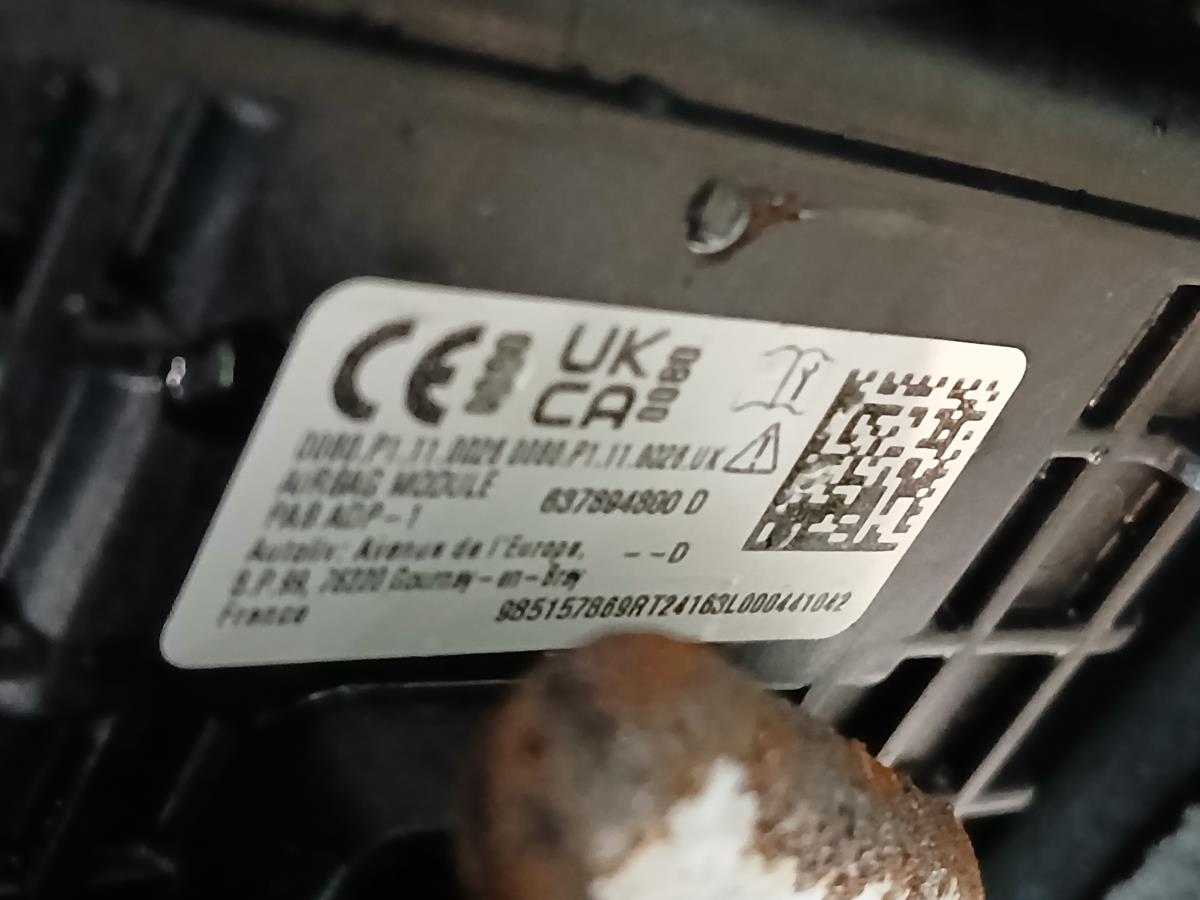 CE
UK
CA
0080.P1.11.0026 0080.P1.11.0026.UK
AIRBAG MODULE 637894800 D
PAB ADP-1
Autoliv: Avenue de l'Europe, --D
B.P.99, 76220 Gournay-en-Bray
France 985157869RT24163L000441042